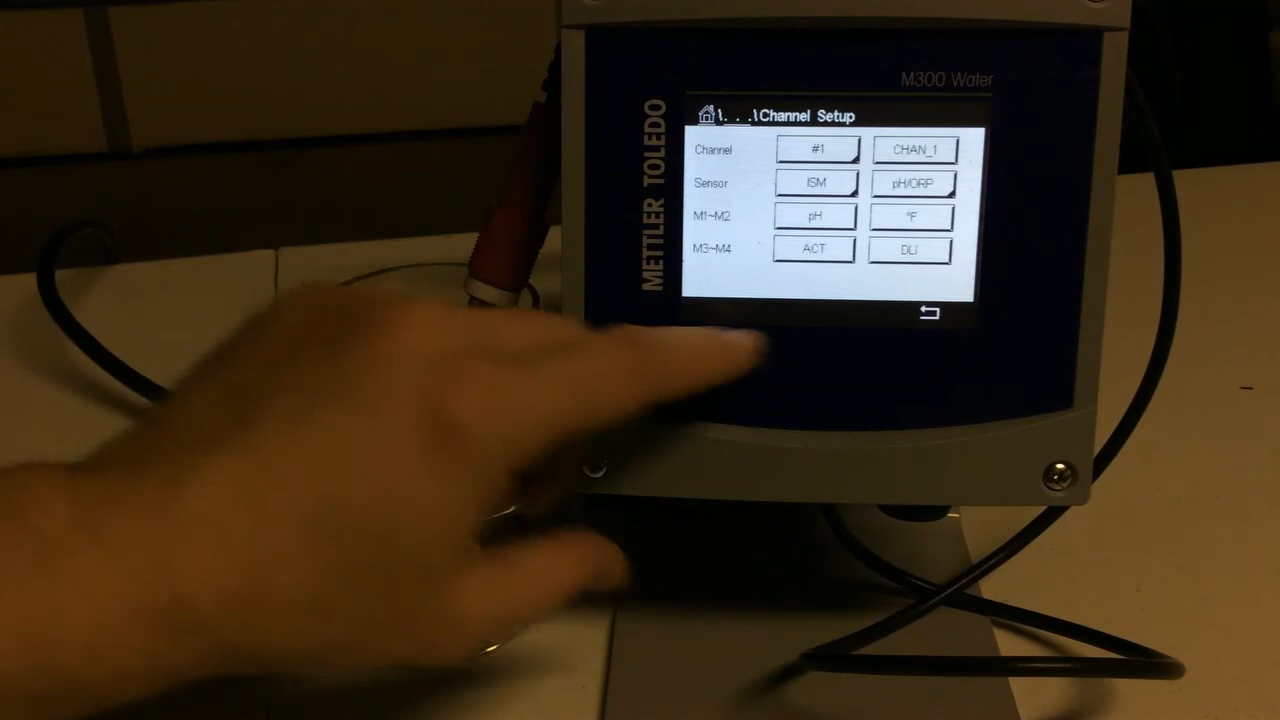 M300 Water
METTLER TOLEDO
\. . .\Channel Setup
Channel #1 CHAN_1
Sensor ISM pH/ORP
M1~M2 pH °F
M3~M4 ACT DLI